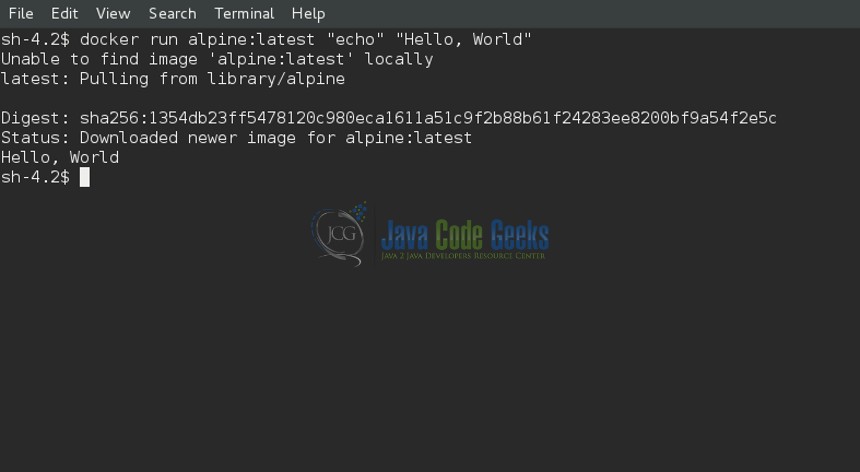 File Edit View Search Terminal Help
sh-4.2$ docker run alpine:latest "echo" "Hello, World"
Unable to find image 'alpine:latest' locally
latest: Pulling from library/alpine
Digest: sha256:1354db23ff5478120c980eca1611a51c9f2b88b61f24283ee8200bf9a54f2e5c
Status: Downloaded newer image for alpine:latest
Hello, World
sh-4.2$
JCG
Java Code Geeks
JAVA 2 JAVA DEVELOPERS RESOURCE CENTER